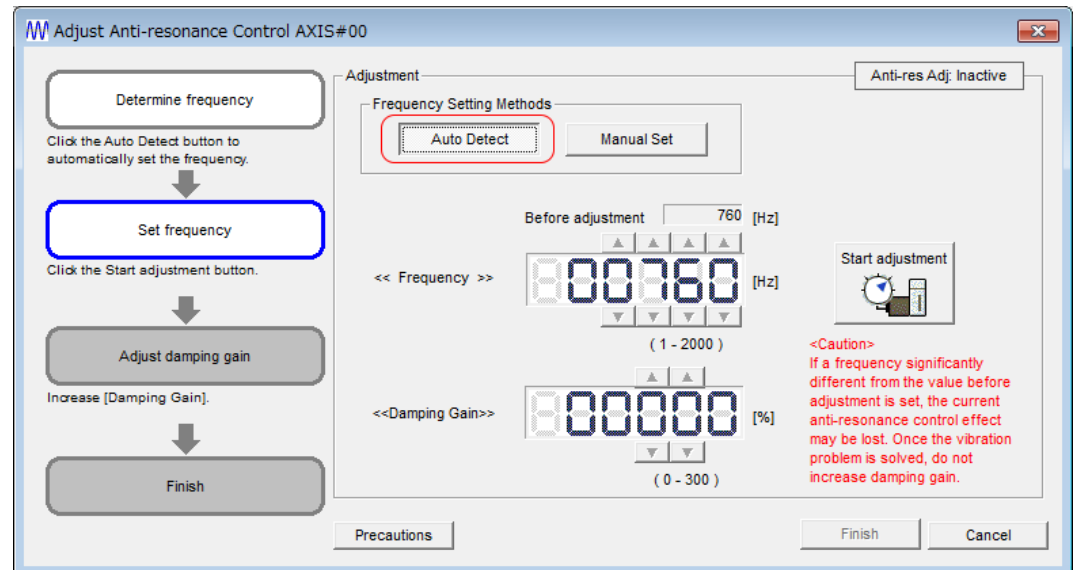 Adjust Anti-resonance Control AXIS#00
Determine frequency
Click the Auto Detect button to
automatically set the frequency.
Set frequency
Click the Start adjustment button.
Adjust damping gain
Increase [Damping Gain].
Finish
Adjustment
Anti-res Adj: Inactive
Frequency Setting Methods
Auto Detect
Manual Set
Before adjustment 760 [Hz]
<< Frequency >> 00760 [Hz]
( 1 - 2000 )
<<Damping Gain>> 00000 [%]
( 0 - 300 )
Start adjustment
<Caution>
If a frequency significantly
different from the value before
adjustment is set, the current
anti-resonance control effect
may be lost. Once the vibration
problem is solved, do not
increase damping gain.
Precautions
Finish
Cancel